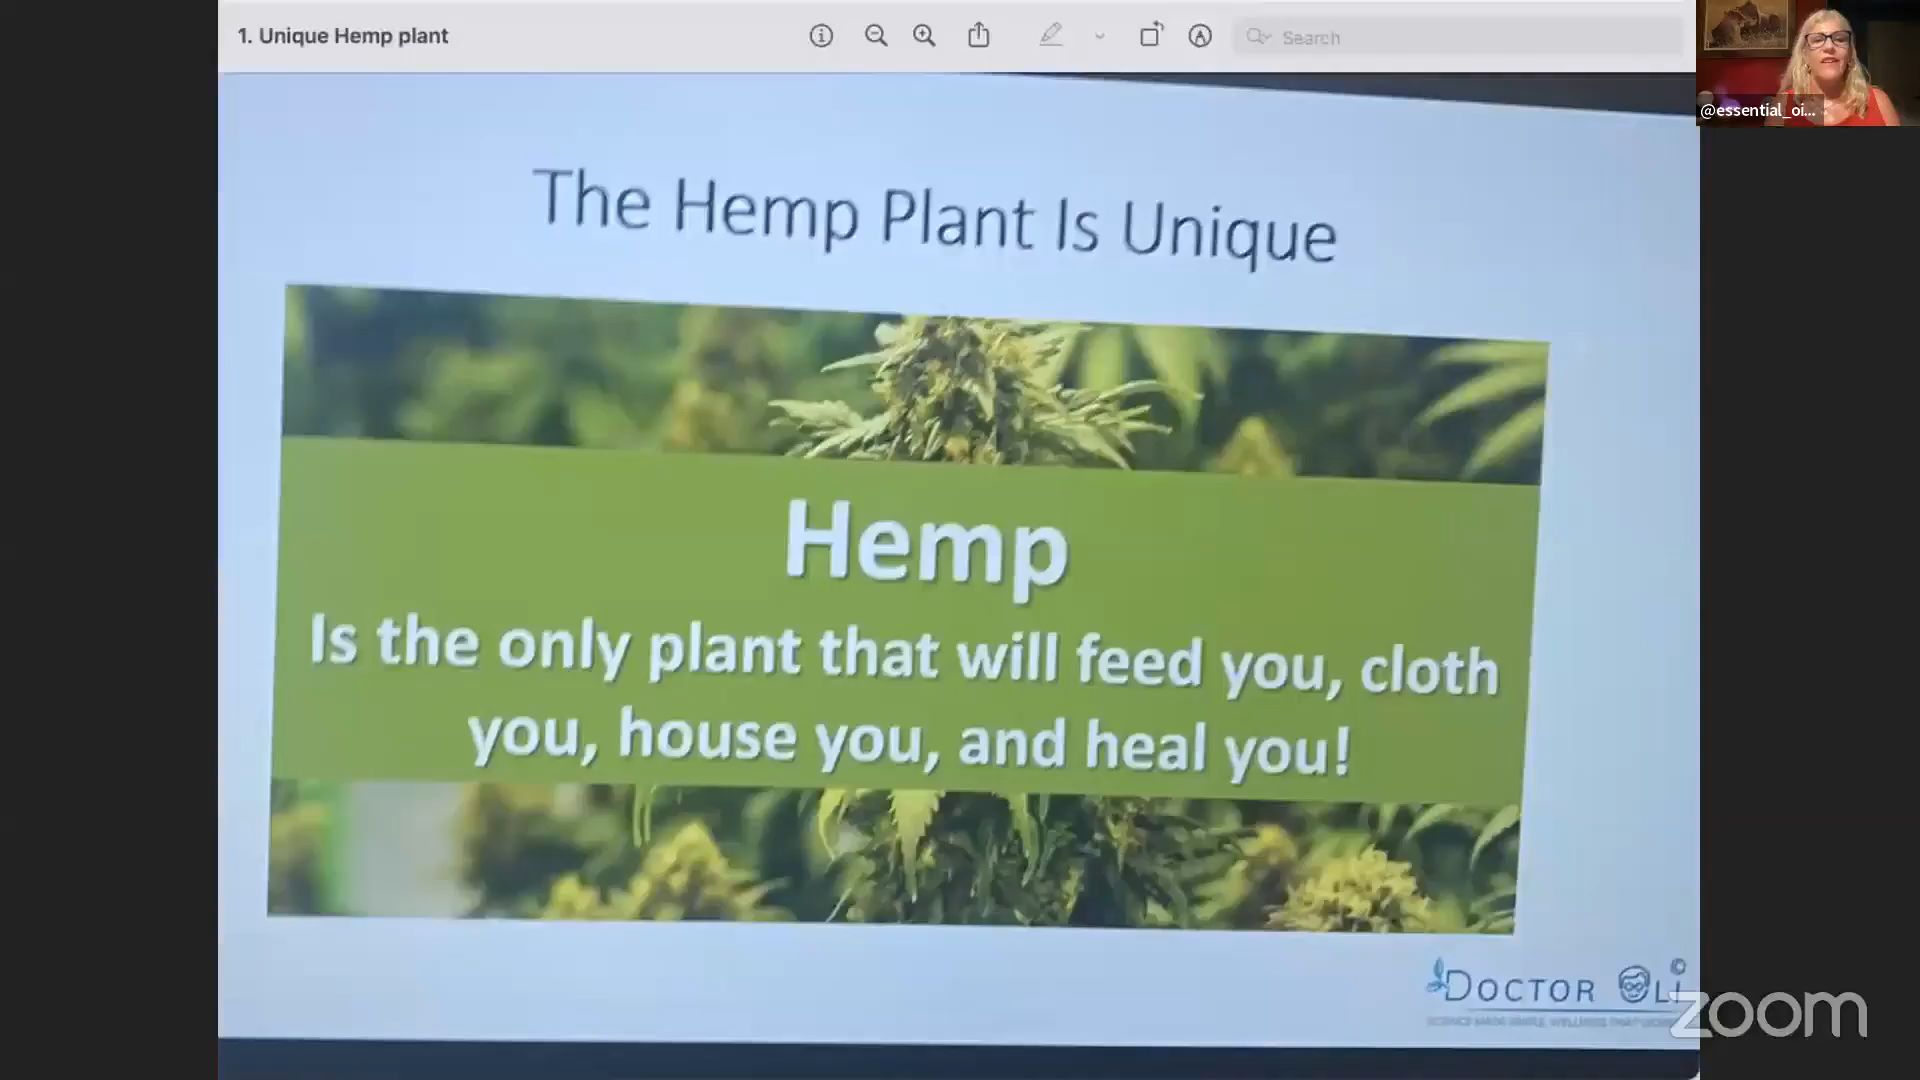 1. Unique Hemp plant
Search
@essential_oi...
The Hemp Plant Is Unique
Hemp
Is the only plant that will feed you, cloth
you, house you, and heal you!
DOCTOR OLI
zoom